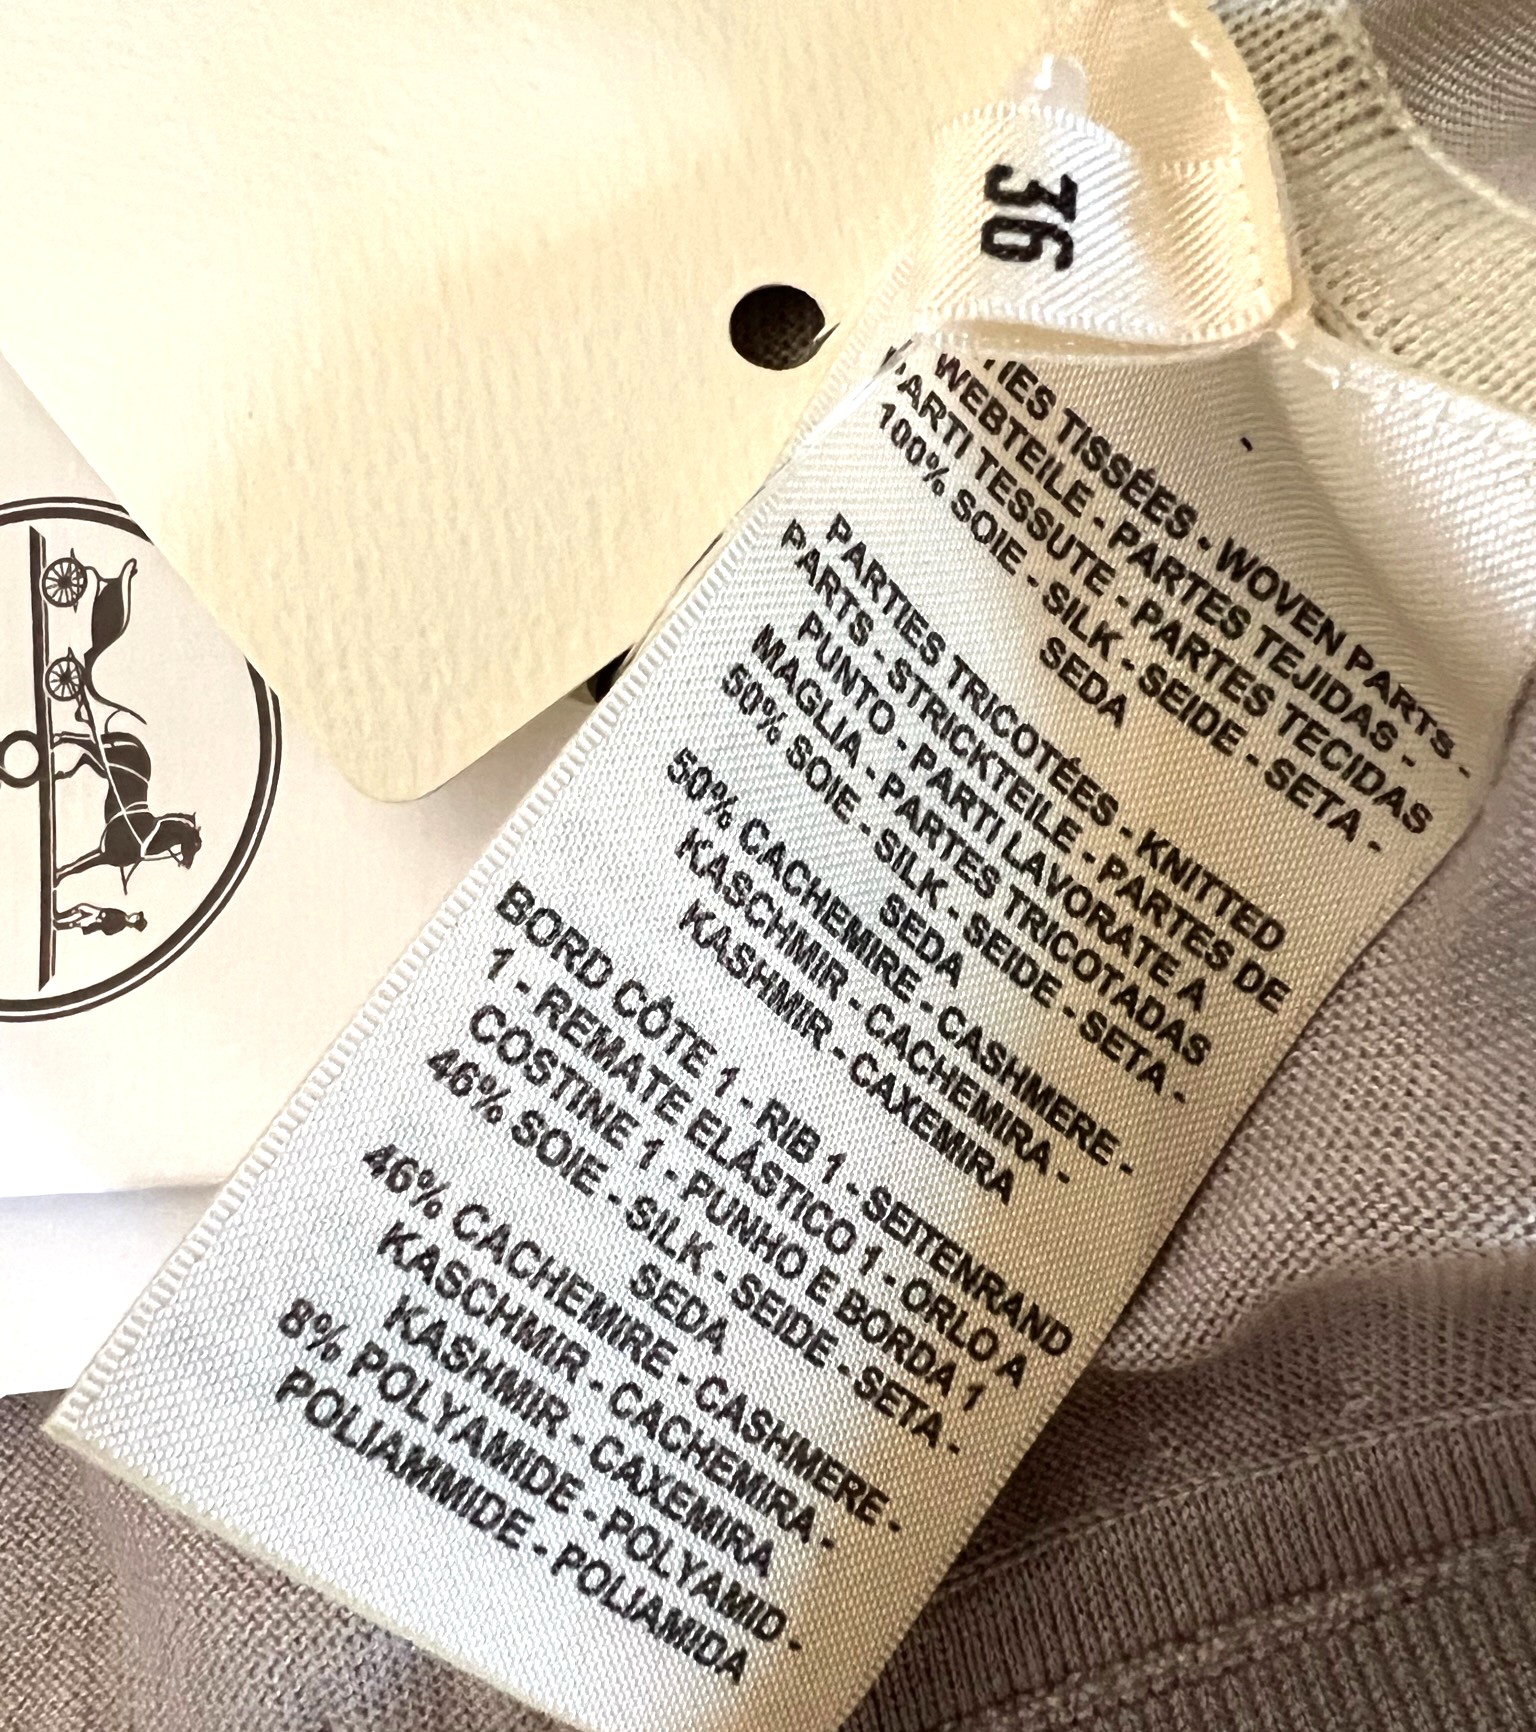 36
TISSÉES - WOVEN PARTS -
WEBTEILE - PARTES TEJIDAS -
PARTI TESSUTE - PARTES TECIDAS
100% SOIE - SILK - SEIDE - SETA -
SEDA
PARTIES TRICOTÉES - KNITTED
PARTS - STRICKTEILE - PARTES DE
PUNTO - PARTI LAVORATE A
MAGLIA - PARTES TRICOTADAS
50% SOIE - SILK - SEIDE - SETA -
SEDA
50% CACHEMIRE - CASHMERE -
KASCHMIR - CACHEMIRA -
KASHMIR - CAXEMIRA
BORD CÔTE 1 - RIB 1 - SEITENRAND
1 - REMATE ELÁSTICO 1 - ORLO A
COSTINE 1 - PUNHO E BORDA 1
46% SOIE - SILK - SEIDE - SETA -
SEDA
46% CACHEMIRE - CASHMERE -
KASCHMIR - CACHEMIRA -
KASHMIR - CAXEMIRA
8% POLYAMIDE - POLYAMID -
POLIAMMIDE - POLIAMIDA